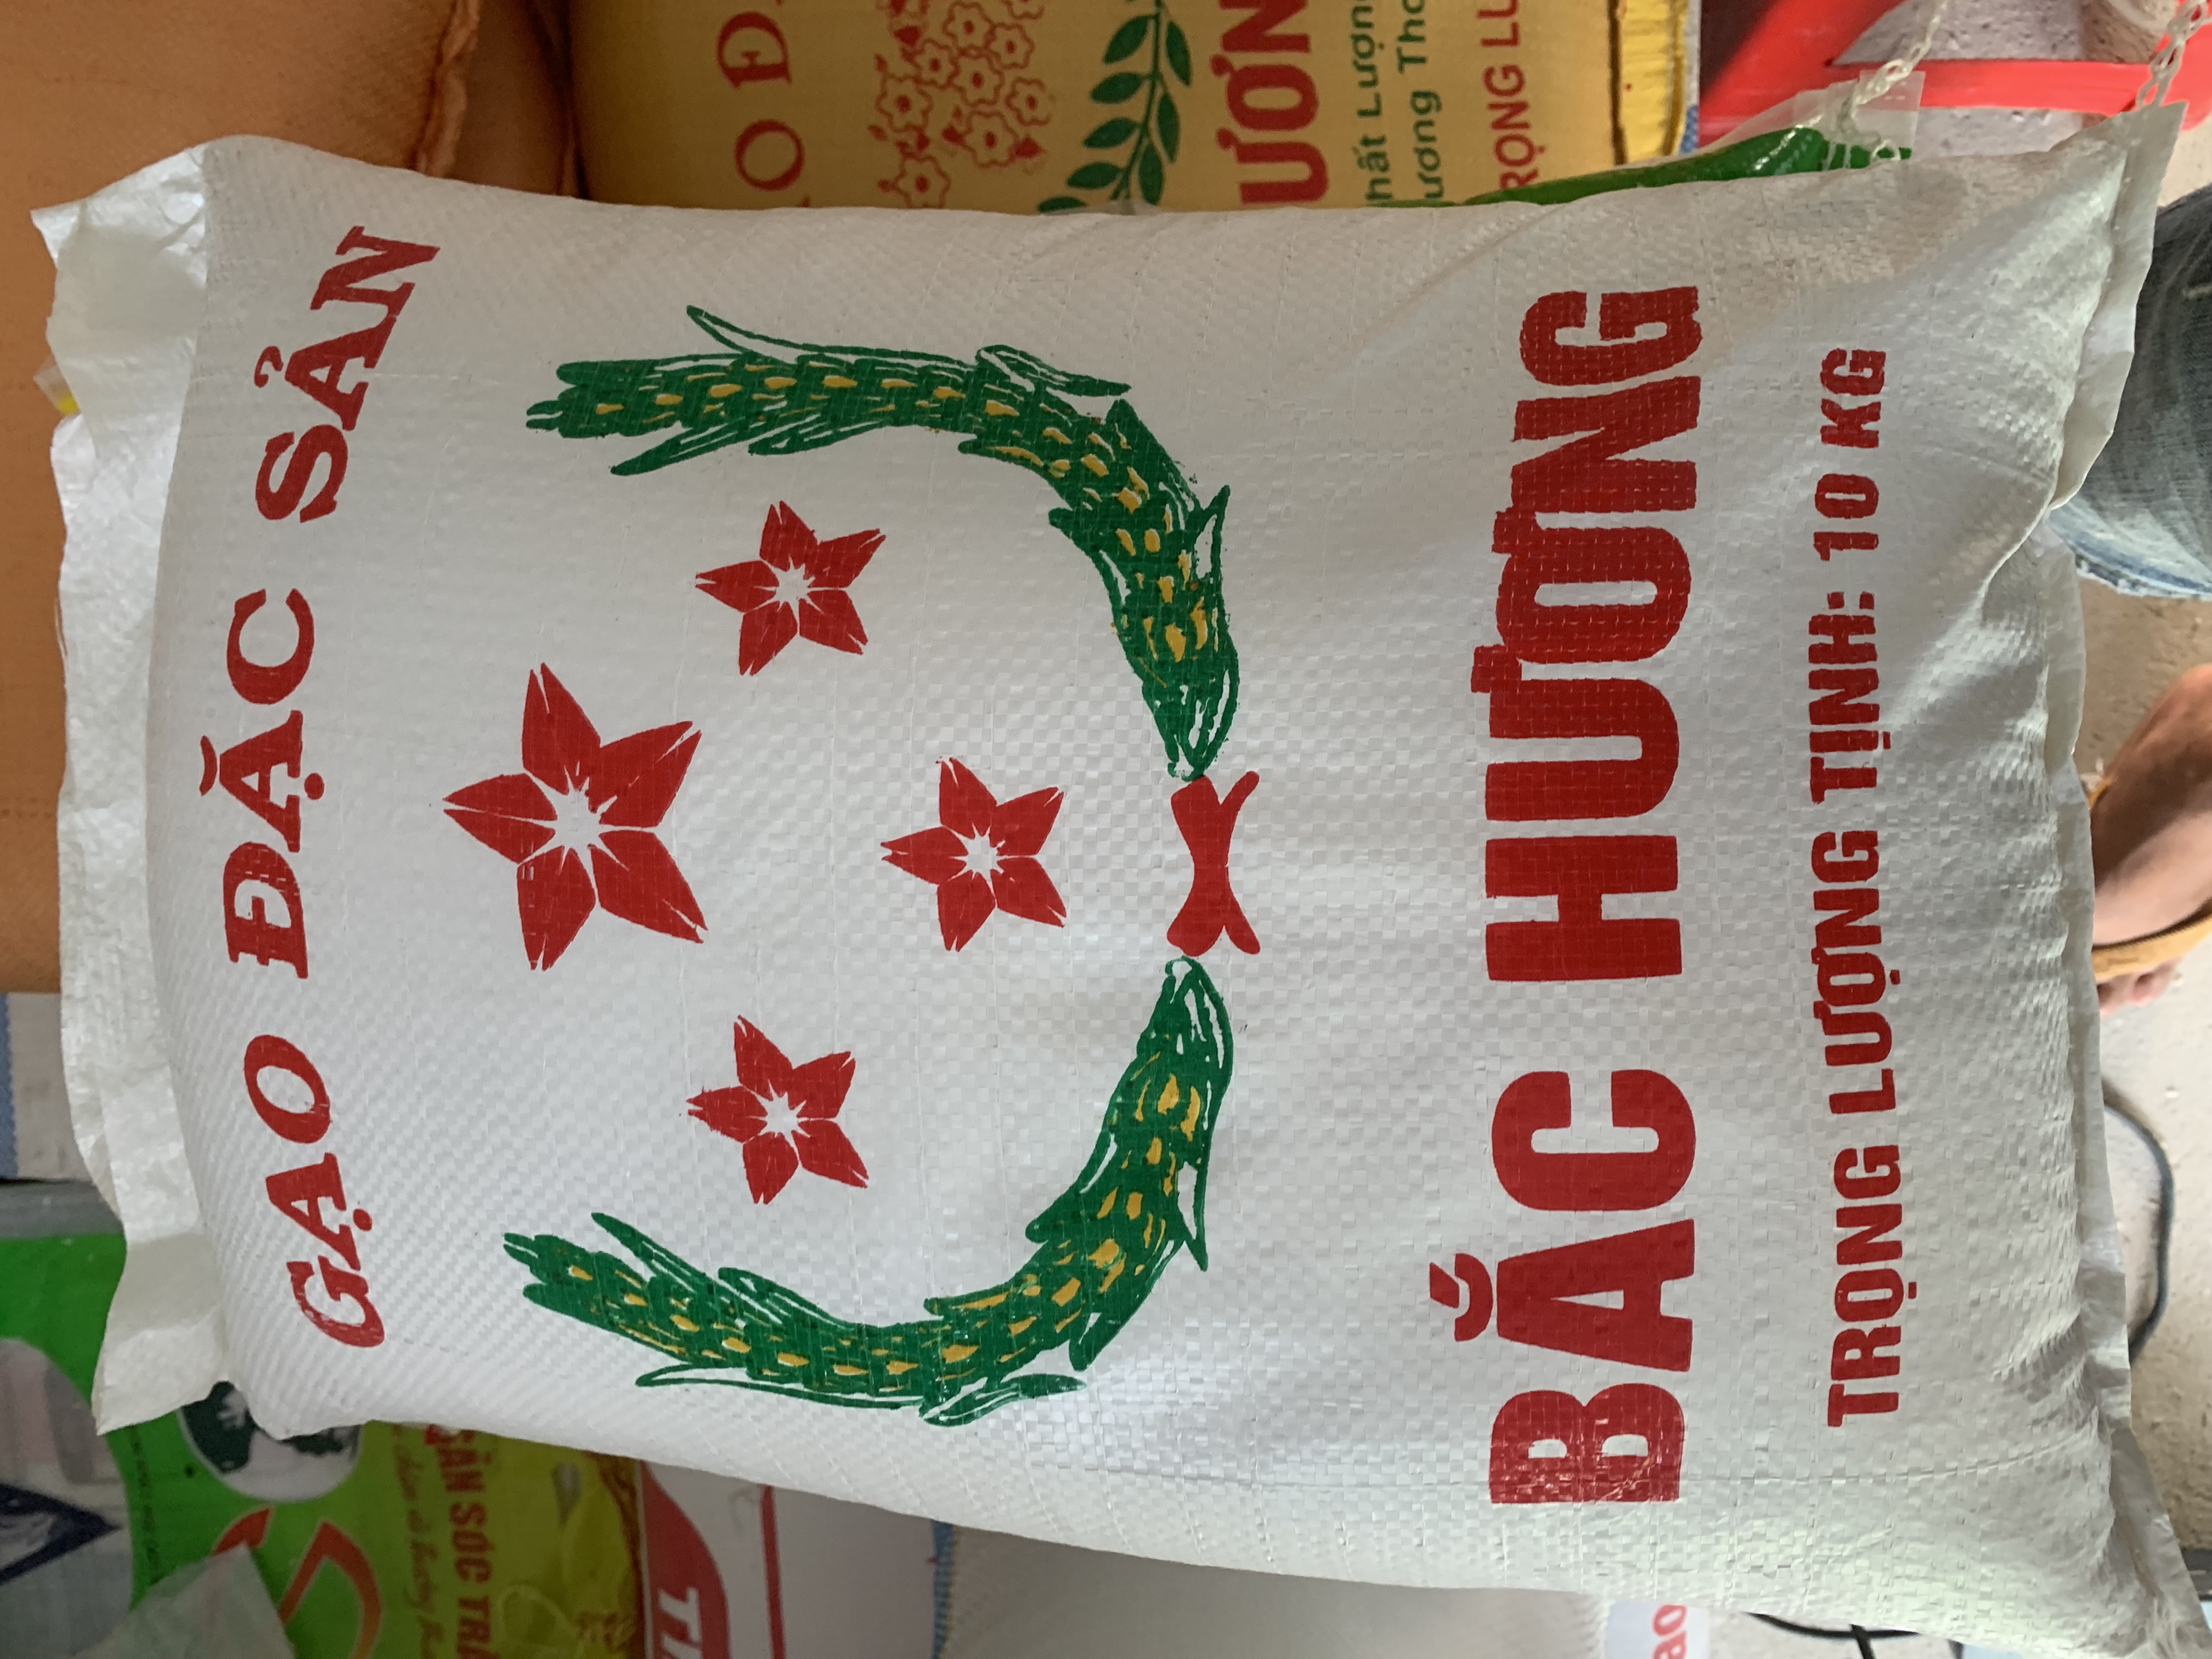 GẠO ĐẶC SẢN
BẮC HƯƠNG
TRỌNG LƯỢNG TỊNH: 10 KG